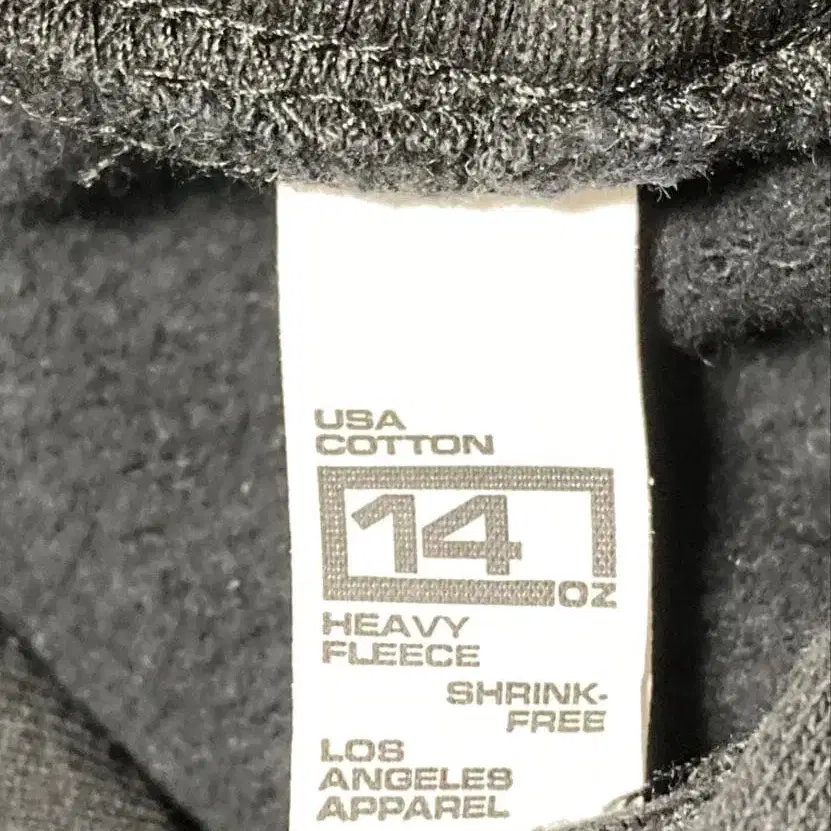 USA
COTTON
14
OZ
HEAVY
FLEECE
SHRINK-
FREE
LOS
ANGELES
APPAREL